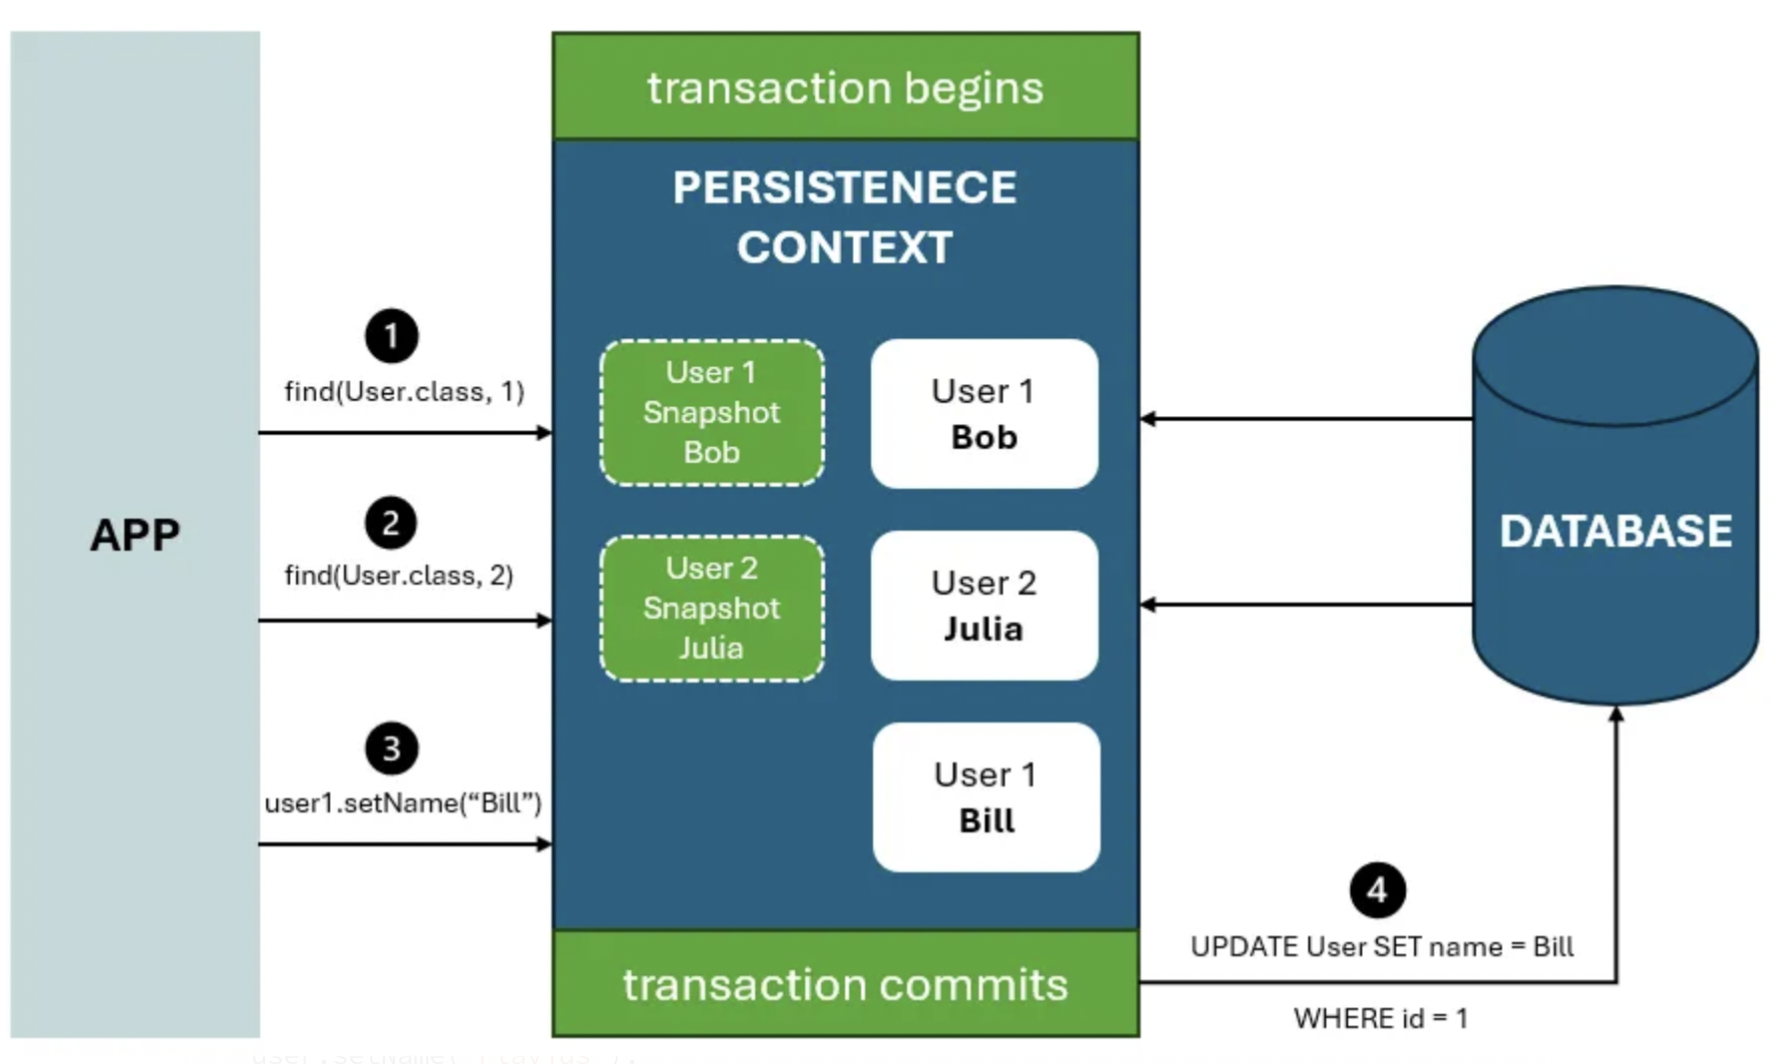 transaction begins
PERSISTENECE
CONTEXT
APP
1
find(User.class, 1)
2
find(User.class, 2)
3
user1.setName(“Bill”)
User 1
Snapshot
Bob
User 1
Bob
User 2
Snapshot
Julia
User 2
Julia
User 1
Bill
DATABASE
transaction commits
4
UPDATE User SET name = Bill
WHERE id = 1